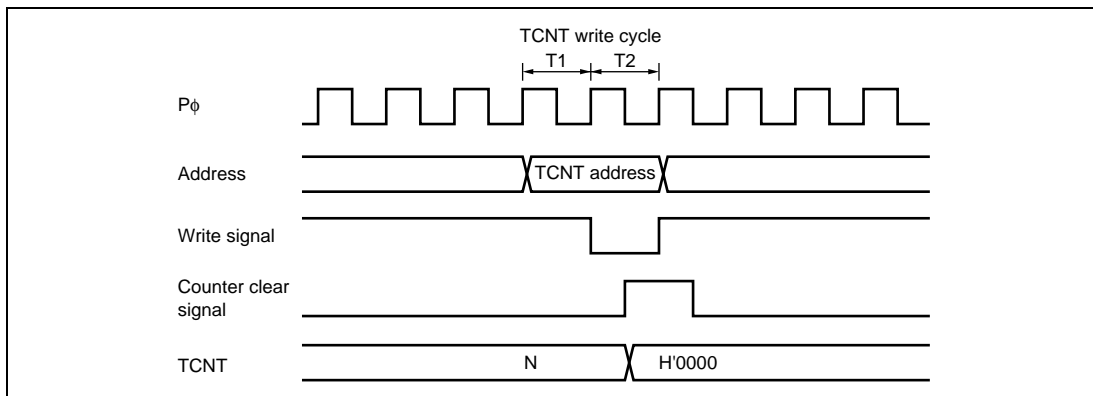 TCNT write cycle
T1 T2
Pϕ
Address
TCNT address
Write signal
Counter clear
signal
TCNT
N
H'0000